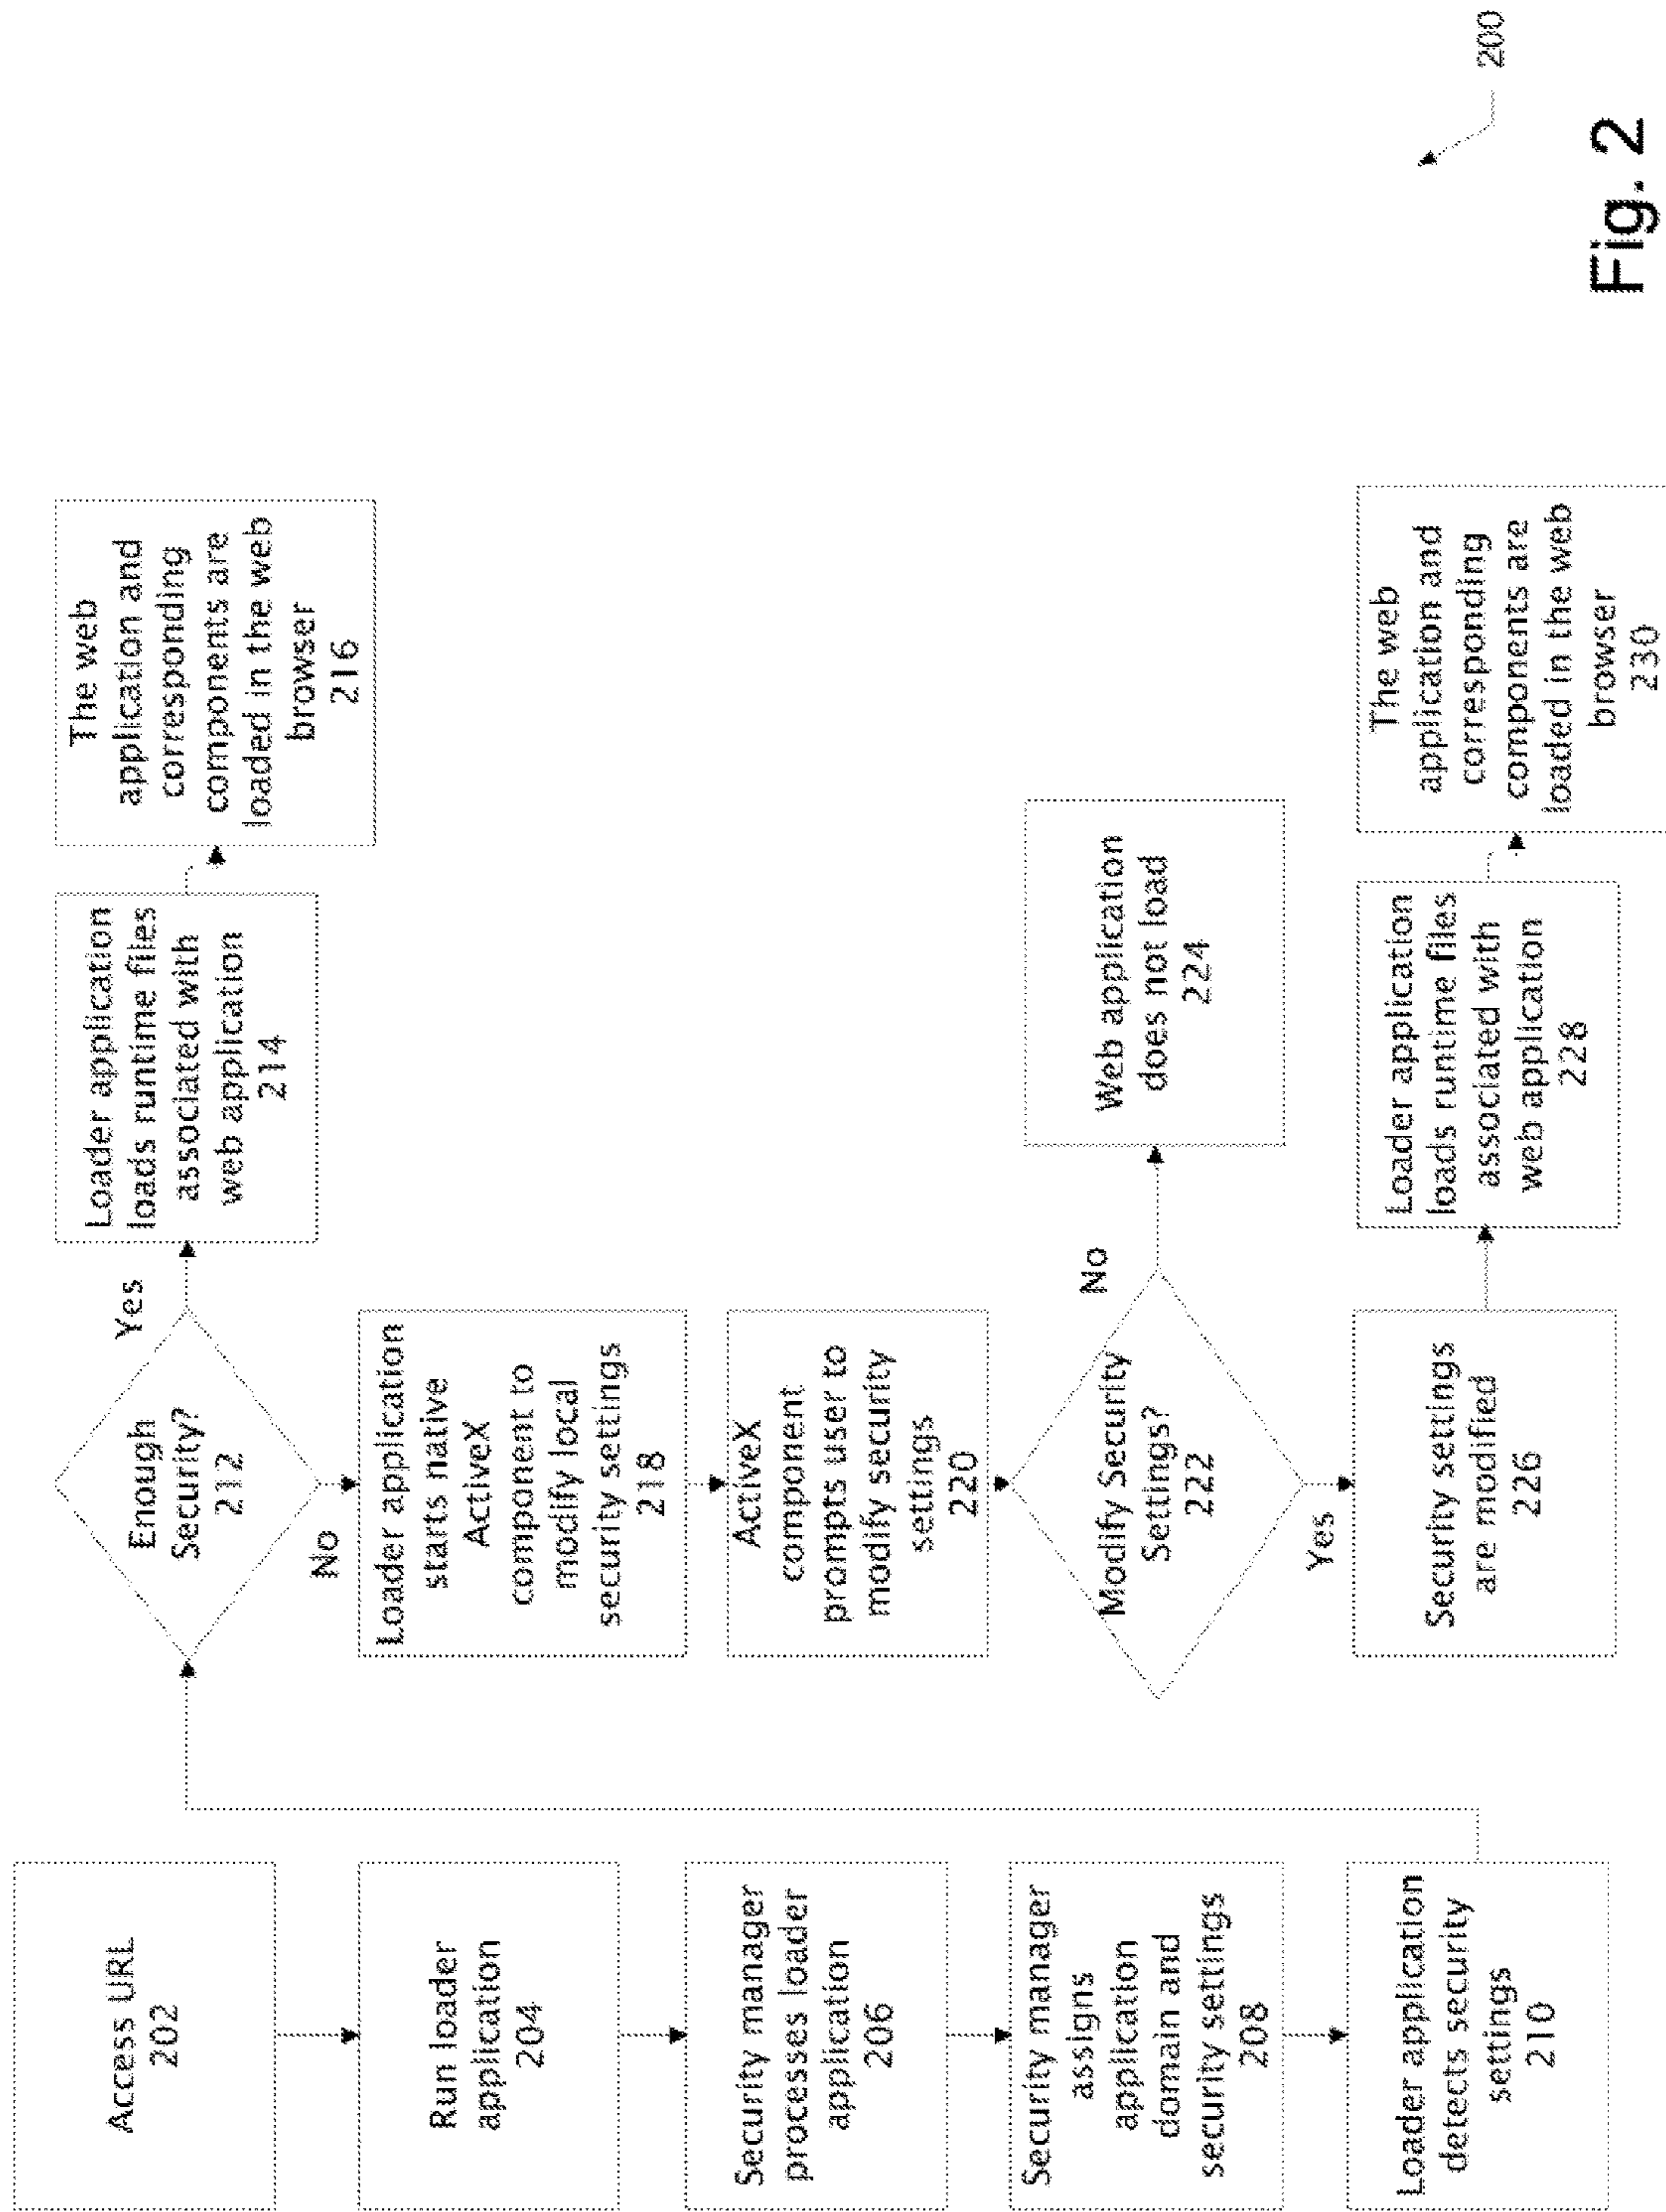 Access URL
202
Run loader
application
204
Security manager
processes loader
application
206
Security manager
assigns
application
domain and
security settings
208
Loader application
detects security
settings
210
Enough
Security?
212
Yes
No
Loader application
loads runtime files
associated with
web application
214
The web
application and
corresponding
components are
loaded in the web
browser
216
Loader application
starts native
ActiveX
component to
modify local
security settings
218
ActiveX
component
prompts user to
modify security
settings
220
Modify Security
Settings?
222
No
Yes
Web application
does not load
224
Security settings
are modified
226
Loader application
loads runtime files
associated with
web application
228
The web
application and
corresponding
components are
loaded in the web
browser
230
200
Fig. 2